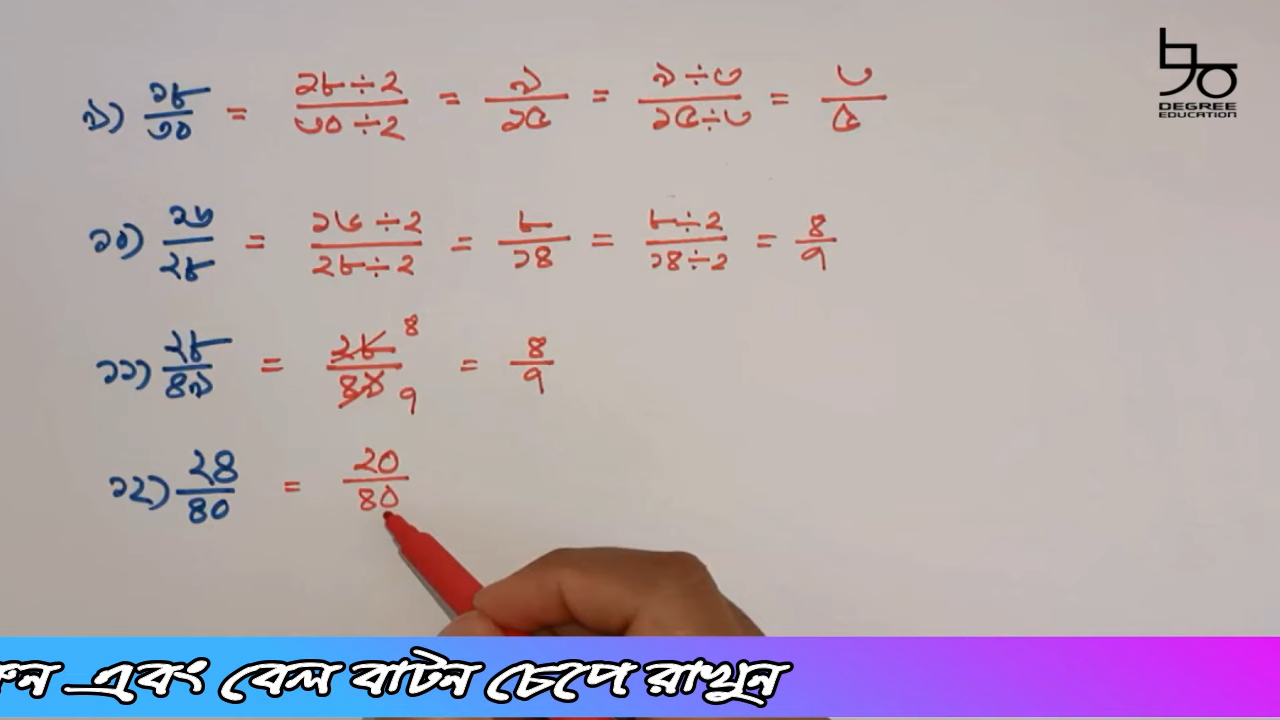 DEGREE
EDUCATION
৯) ১৮/৩০ = ১৮÷২/৩০÷২ = ৯/১৫ = ৯÷৩/১৫÷৩ = ৩/৫
১০) ১৬/২৮ = ১৬÷২/২৮÷২ = ৮/১৪ = ৮÷২/১৪÷২ = ৪/৭
১১) ২৮/৪৯ = ২৮/৪৯ ৪ ৭ = ৪/৭
১২) ২৪/৪০ = ২০/৪০
এবং বেল বাটন চেপে রাখুন